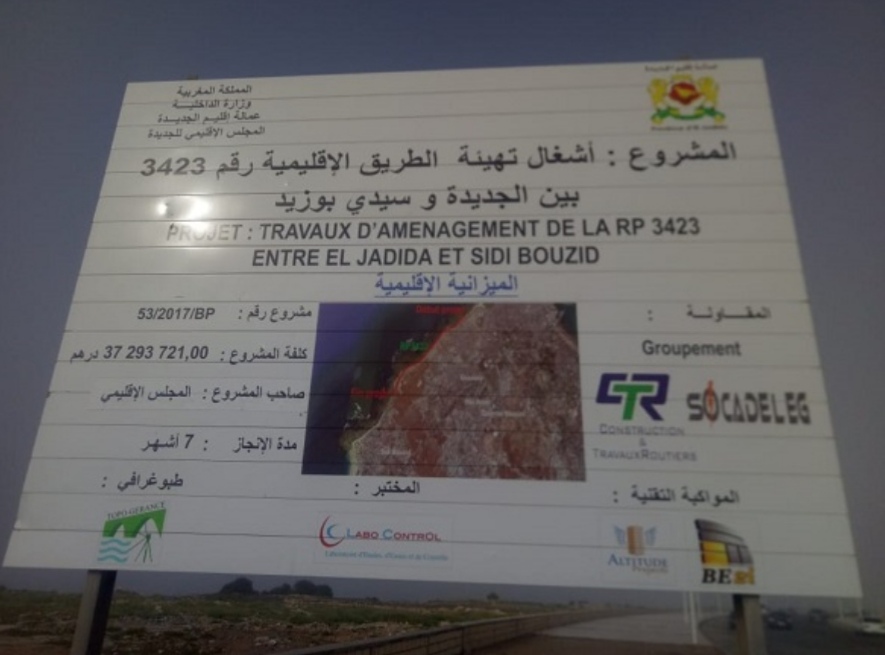 المملكة المغربية
وزارة الداخلية
عمالة إقليم الجديدة
المجلس الإقليمي للجديدة
المشروع : أشغال تهيئة الطريق الإقليمية رقم 3423
بين الجديدة و سيدي بوزيد
PROJET : TRAVAUX D'AMENAGEMENT DE LA RP 3423
ENTRE EL JADIDA ET SIDI BOUZID
الميزانية الإقليمية
مشروع رقم : 53/2017/BP
كلفة المشروع : 37 293 721,00 درهم
صاحب المشروع : المجلس الإقليمي
مدة الإنجاز : 7 أشهر
المقاولة :
Groupement
CTR
CONSTRUCTION
&
TRAVAUX ROUTIERS
SOCADELEG
طبوغرافي :
المختبر :
المواكبة التقنية :
TOPO GERANCE
LABO CONTROL
ALTITUDE